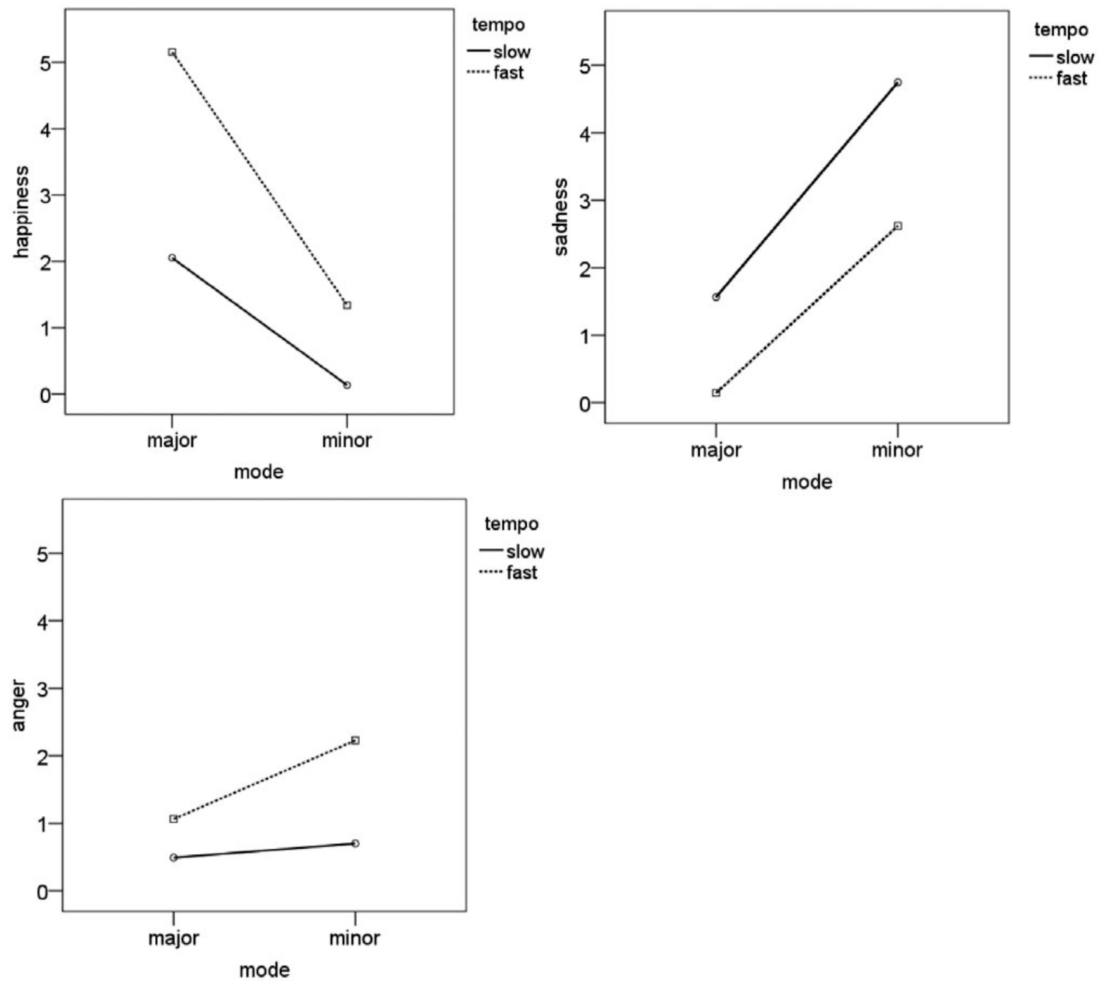 tempo
slow
fast
5
4
3
2
1
0
happiness
major
minor
mode
tempo
slow
fast
5
4
3
2
1
0
sadness
major
minor
mode
tempo
slow
fast
5
4
3
2
1
0
anger
major
minor
mode